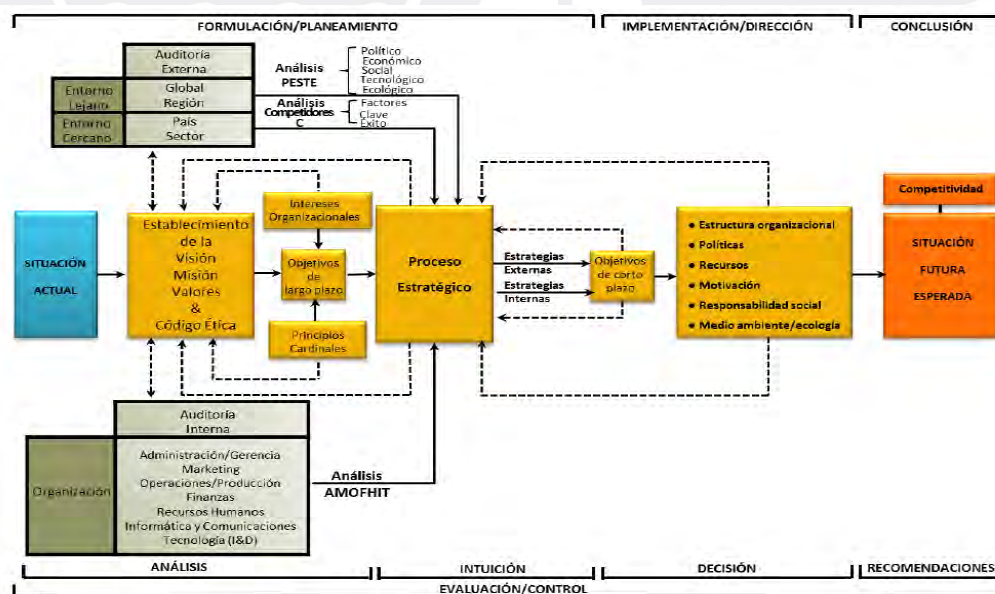 FORMULACIÓN/PLANEAMIENTO
IMPLEMENTACIÓN/DIRECCIÓN
CONCLUSIÓN
Auditoría
Externa
Entorno
Lejano
Global
Región
Entorno
Cercano
País
Sector
Análisis
PESTE
Político
Económico
Social
Tecnológico
Ecológico
Análisis
Competidores
C
Factores
Clave
Éxito
SITUACIÓN
ACTUAL
Establecimiento
de la
Visión
Misión
Valores
&
Código Ética
Intereses
Organizacionales
Objetivos
de
largo plazo
Principios
Cardinales
Proceso
Estratégico
Estrategias
Externas
Estrategias
Internas
Objetivos
de corto
plazo
• Estructura organizacional
• Políticas
• Recursos
• Motivación
• Responsabilidad social
• Medio ambiente/ecología
Competitividad
SITUACIÓN
FUTURA
ESPERADA
Auditoría
Interna
Organización
Administración/Gerencia
Marketing
Operaciones/Producción
Finanzas
Recursos Humanos
Informática y Comunicaciones
Tecnología (I&D)
Análisis
AMOFHIT
ANÁLISIS
INTUICIÓN
DECISIÓN
RECOMENDACIONES
EVALUACIÓN/CONTROL